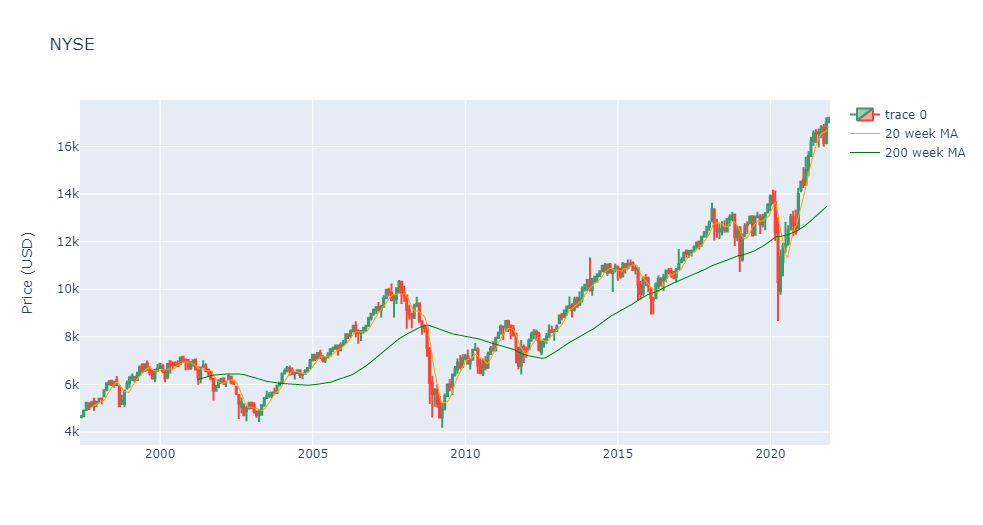 NYSE
trace 0
20 week MA
200 week MA
Price (USD)
16k
14k
12k
10k
8k
6k
4k
2000
2005
2010
2015
2020